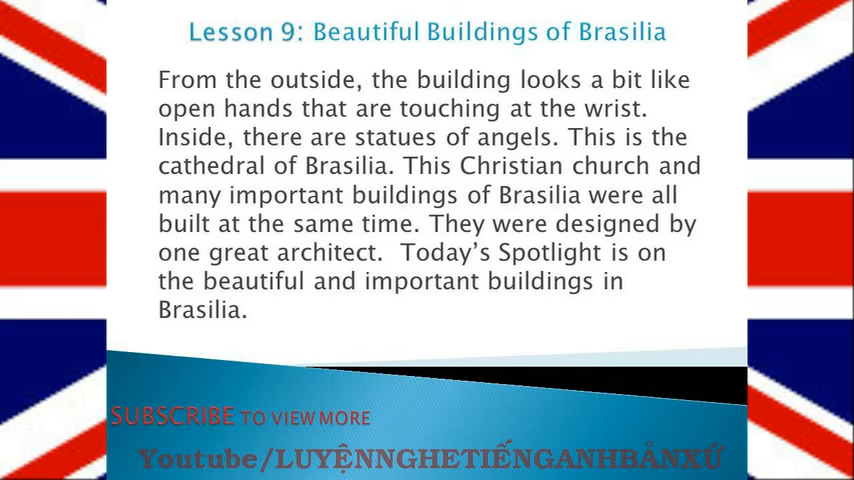 Lesson 9: Beautiful Buildings of Brasilia
From the outside, the building looks a bit like
open hands that are touching at the wrist.
Inside, there are statues of angels. This is the
cathedral of Brasilia. This Christian church and
many important buildings of Brasilia were all
built at the same time. They were designed by
one great architect.  Today’s Spotlight is on
the beautiful and important buildings in
Brasilia.
SUBSCRIBE TO VIEW MORE
Youtube/LUYỆNNGHETIẾNGANHBẢNXỨ